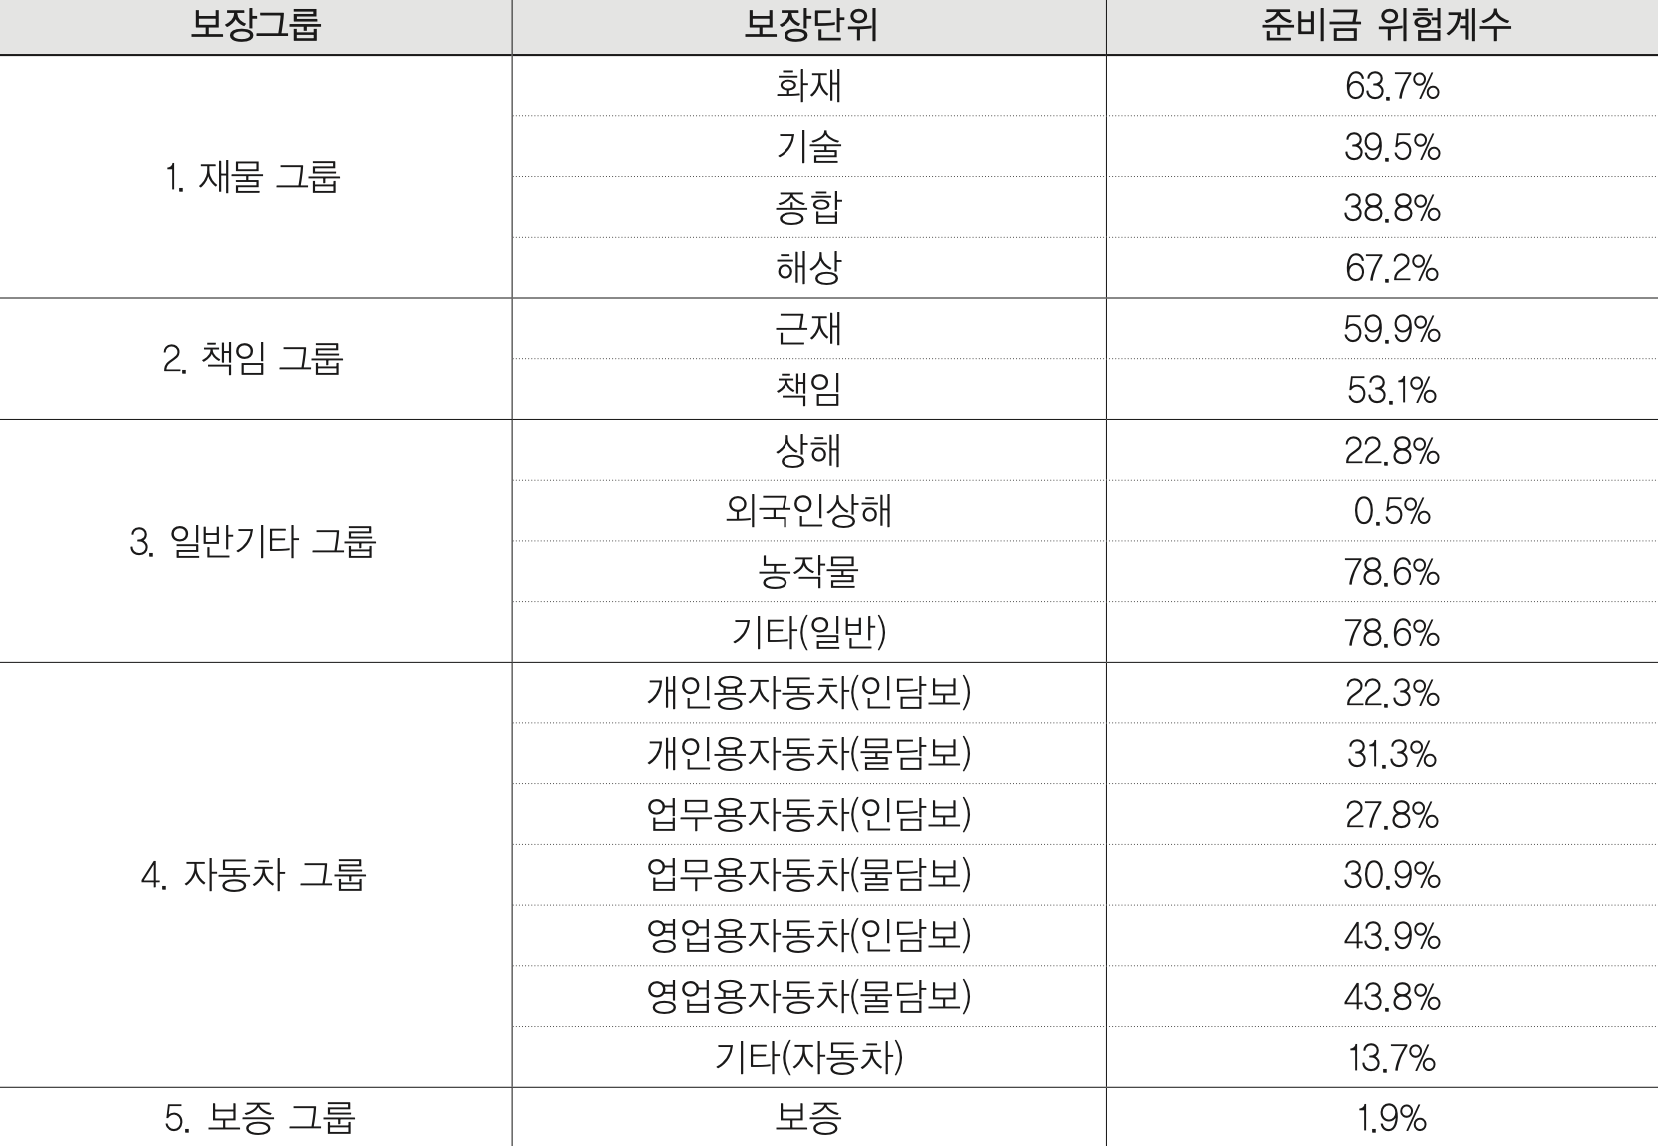 보장그룹 보장단위 준비금 위험계수
1. 재물 그룹 화재 63.7%
기술 39.5%
종합 38.8%
해상 67.2%
2. 책임 그룹 근재 59.9%
책임 53.1%
3. 일반기타 그룹 상해 22.8%
외국인상해 0.5%
농작물 78.6%
기타(일반) 78.6%
4. 자동차 그룹 개인용자동차(인담보) 22.3%
개인용자동차(물담보) 31.3%
업무용자동차(인담보) 27.8%
업무용자동차(물담보) 30.9%
영업용자동차(인담보) 43.9%
영업용자동차(물담보) 43.8%
기타(자동차) 13.7%
5. 보증 그룹 보증 1.9%